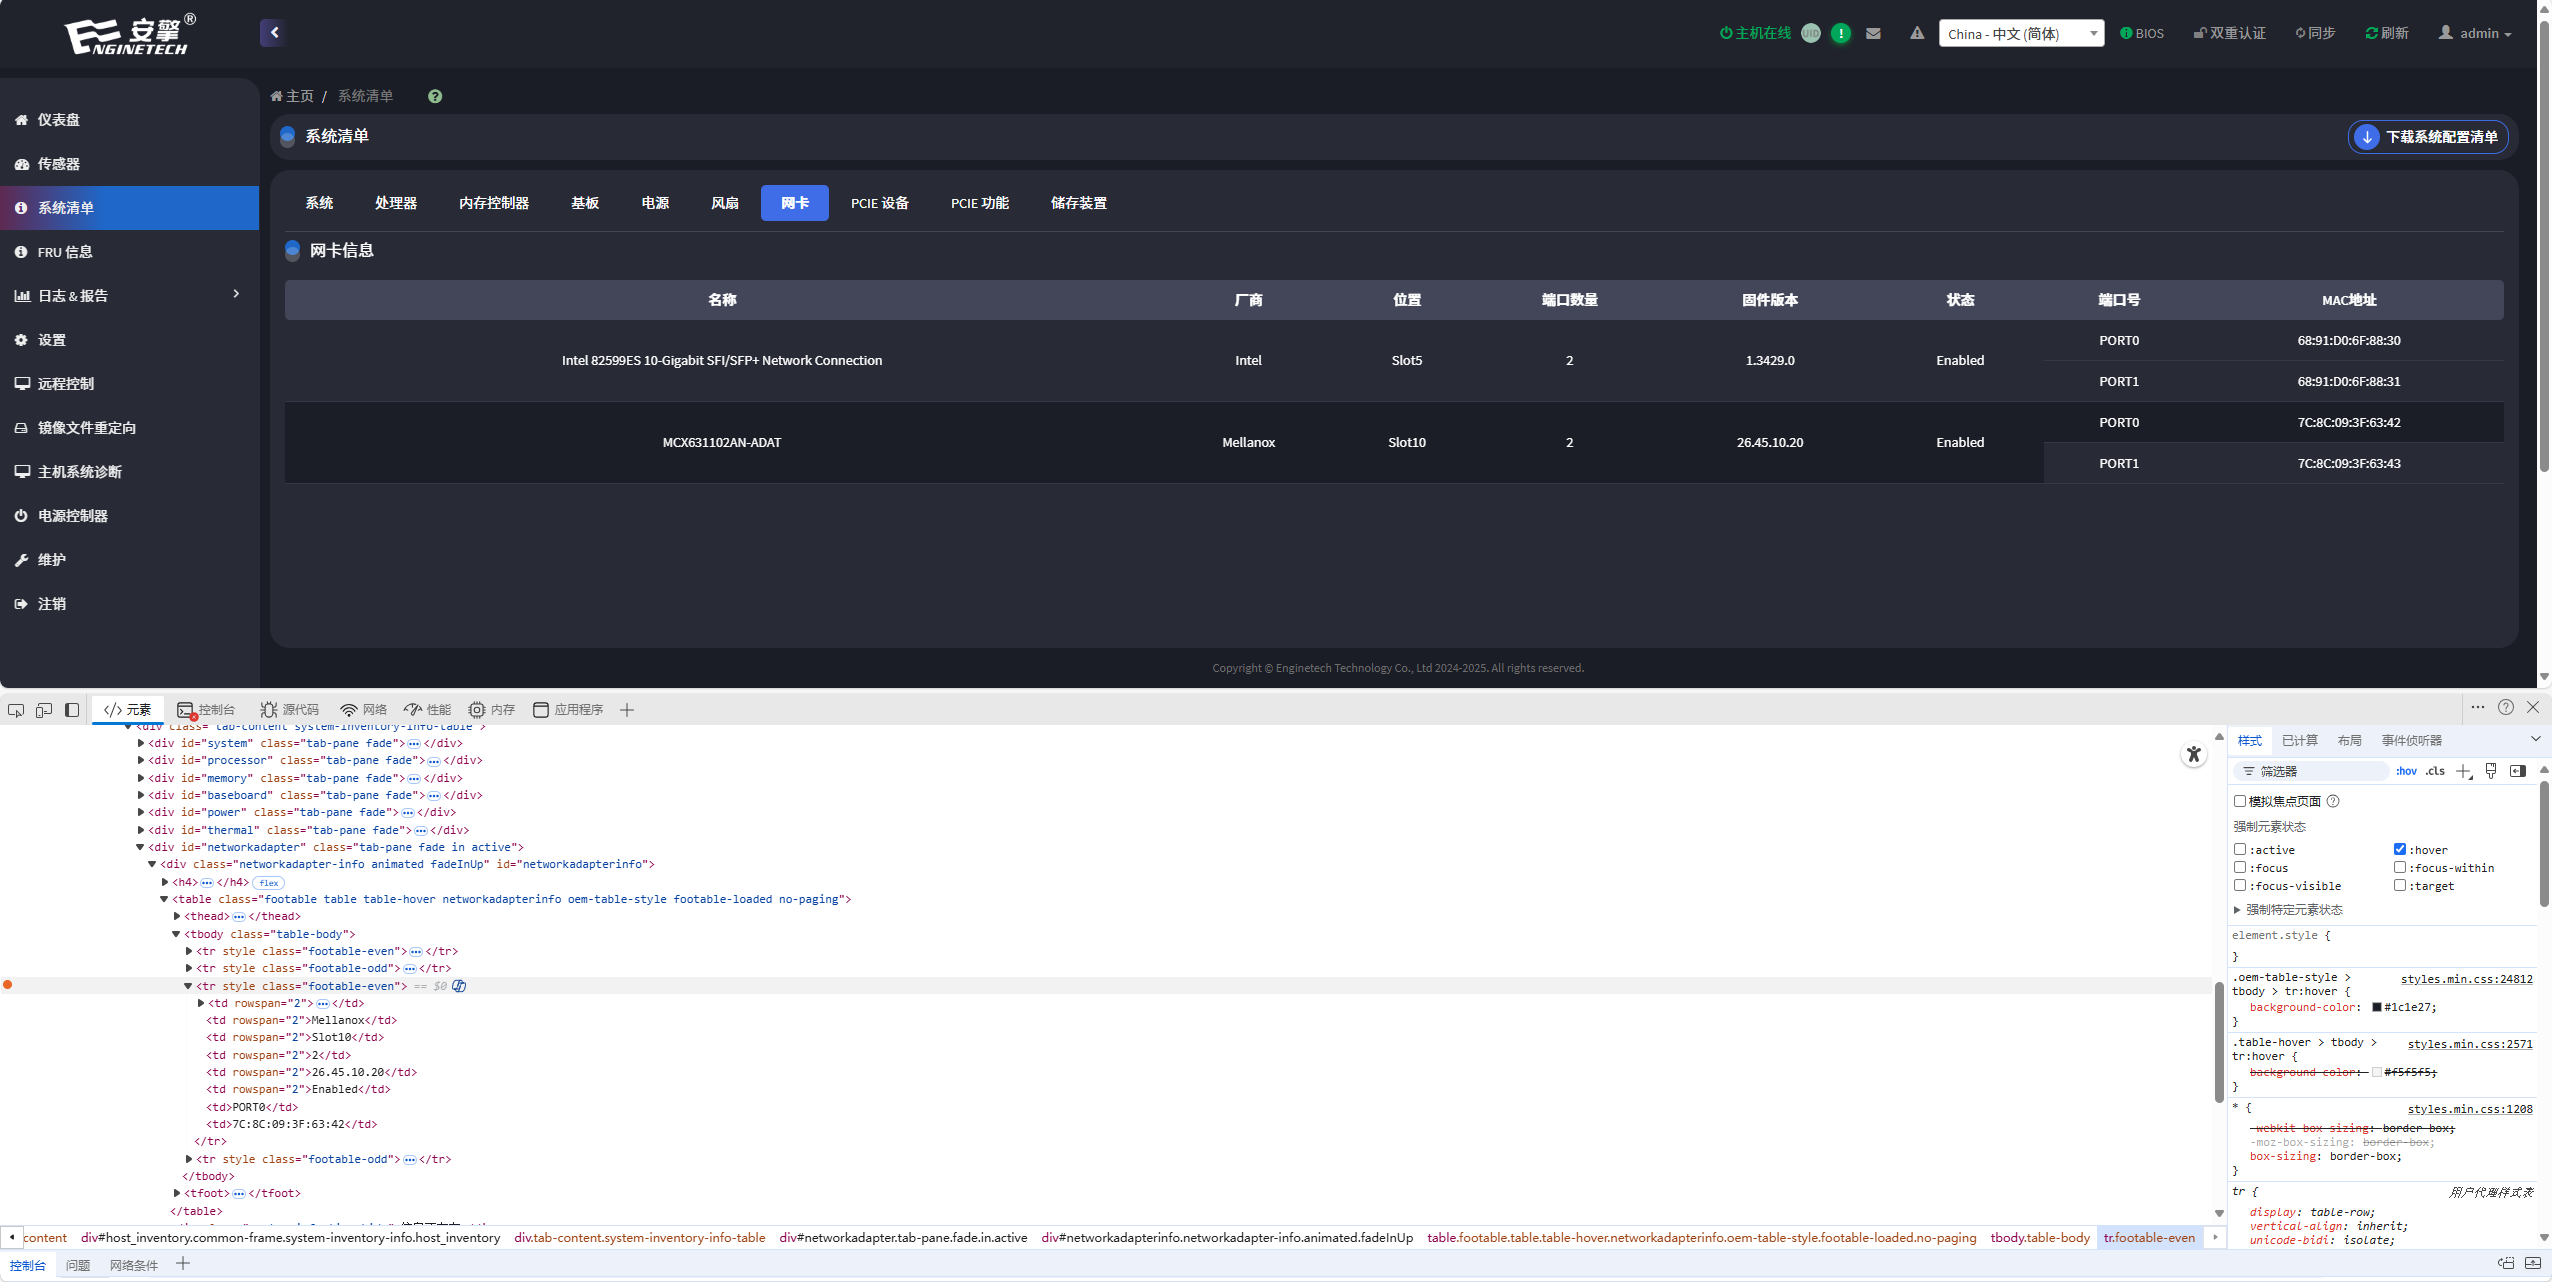 安擎®
ENGINETECH
主机在线 UID China - 中文 (简体) BIOS 双重认证 同步 刷新 admin
仪表盘
传感器
系统清单
FRU 信息
日志 & 报告
设置
远程控制
镜像文件重定向
主机系统诊断
电源控制器
维护
注销
主页 / 系统清单
系统清单
下载系统配置清单
系统 处理器 内存控制器 基板 电源 风扇 网卡 PCIE 设备 PCIE 功能 储存装置
网卡信息
名称 厂商 位置 端口数量 固件版本 状态 端口号 MAC地址
Intel 82599ES 10-Gigabit SFI/SFP+ Network Connection Intel Slot5 2 1.3429.0 Enabled PORT0 68:91:D0:6F:88:30
PORT1 68:91:D0:6F:88:31
MCX631102AN-ADAT Mellanox Slot10 2 26.45.10.20 Enabled PORT0 7C:8C:09:3F:63:42
PORT1 7C:8C:09:3F:63:43
Copyright © Enginetech Technology Co., Ltd 2024-2025. All rights reserved.
元素 控制台 源代码 网络 性能 内存 应用程序
<div class="tab-content system-inventory-info-table">
<div id="system" class="tab-pane fade">…</div>
<div id="processor" class="tab-pane fade">…</div>
<div id="memory" class="tab-pane fade">…</div>
<div id="baseboard" class="tab-pane fade">…</div>
<div id="power" class="tab-pane fade">…</div>
<div id="thermal" class="tab-pane fade">…</div>
<div id="networkadapter" class="tab-pane fade in active">
<div class="networkadapter-info animated fadeInUp" id="networkadapterinfo">
<h4>…</h4> flex
<table class="footable table table-hover networkadapterinfo oem-table-style footable-loaded no-paging">
<thead>…</thead>
<tbody class="table-body">
<tr style class="footable-even">…</tr>
<tr style class="footable-odd">…</tr>
<tr style class="footable-even"> == $0
<td rowspan="2">…</td>
<td rowspan="2">Mellanox</td>
<td rowspan="2">Slot10</td>
<td rowspan="2">2</td>
<td rowspan="2">26.45.10.20</td>
<td rowspan="2">Enabled</td>
<td>PORT0</td>
<td>7C:8C:09:3F:63:42</td>
</tr>
<tr style class="footable-odd">…</tr>
</tbody>
<tfoot>…</tfoot>
</table>
content div#host_inventory.common-frame.system-inventory-info.host_inventory div.tab-content.system-inventory-info-table div#networkadapter.tab-pane.fade.in.active div#networkadapterinfo.networkadapter-info.animated.fadeInUp table.footable.table.table-hover.networkadapterinfo.oem-table-style.footable-loaded.no-paging tbody.table-body tr.footable-even
控制台 问题 网络条件
样式 已计算 布局 事件侦听器
筛选器 :hov .cls
模拟焦点页面
强制元素状态
:active :hover
:focus :focus-within
:focus-visible :target
强制特定元素状态
element.style {
}
.oem-table-style > styles.min.css:24812
tbody > tr:hover {
background-color: #1c1e27;
}
.table-hover > tbody > styles.min.css:2571
tr:hover {
background-color: #f5f5f5;
}
* { styles.min.css:1208
-webkit-box-sizing: border-box;
-moz-box-sizing: border-box;
box-sizing: border-box;
}
tr { 用户代理样式表
display: table-row;
vertical-align: inherit;
unicode-bidi: isolate;